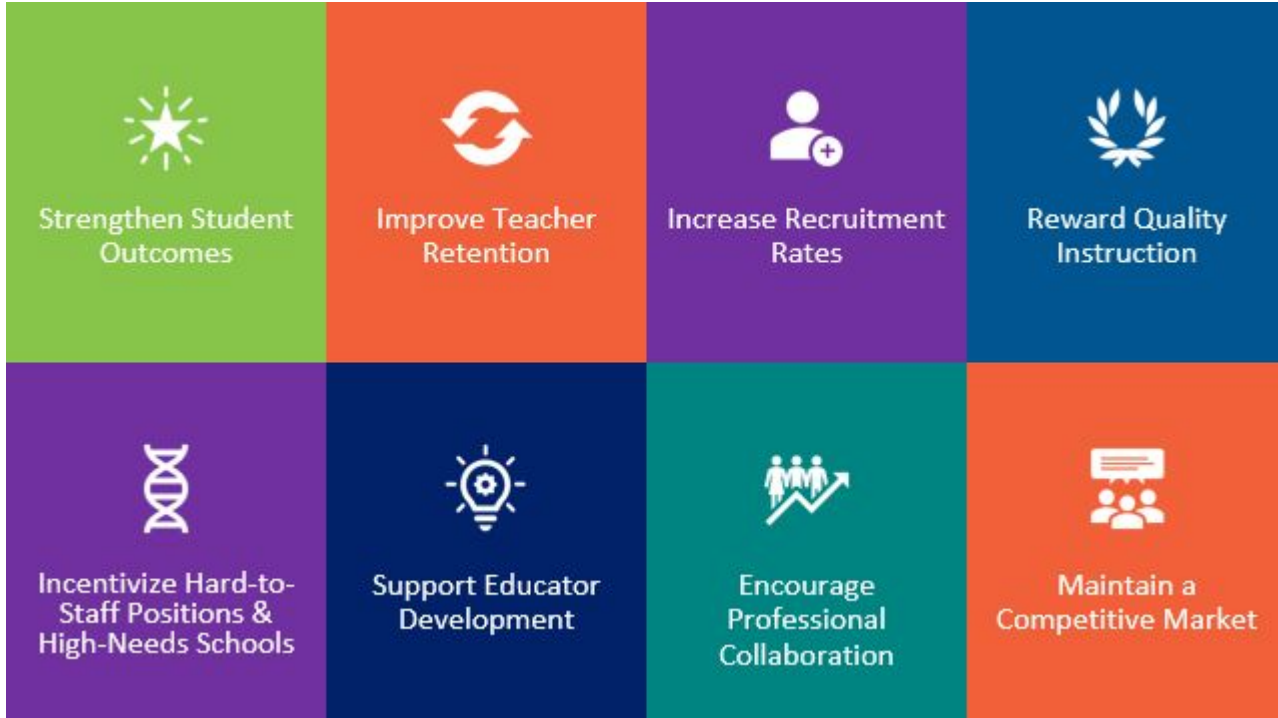 Strengthen Student
Outcomes
Improve Teacher
Retention
Increase Recruitment
Rates
Reward Quality
Instruction
Incentivize Hard-to-
Staff Positions &
High-Needs Schools
Support Educator
Development
Encourage
Professional
Collaboration
Maintain a
Competitive Market